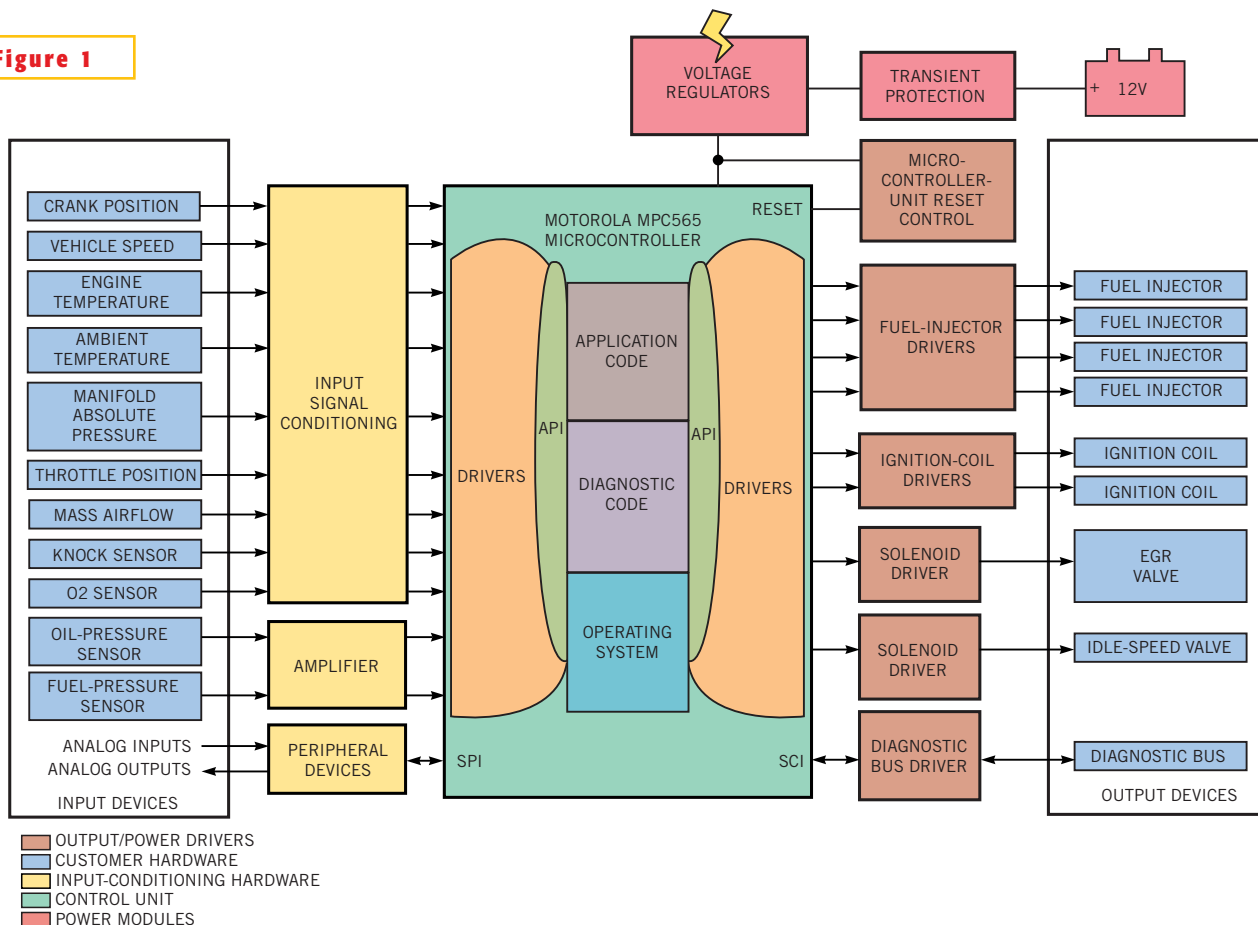 Figure 1
VOLTAGE
REGULATORS
TRANSIENT
PROTECTION
+ 12V
MICRO-
CONTROLLER-
UNIT RESET
CONTROL
CRANK POSITION
VEHICLE SPEED
ENGINE
TEMPERATURE
AMBIENT
TEMPERATURE
MANIFOLD
ABSOLUTE
PRESSURE
THROTTLE POSITION
MASS AIRFLOW
KNOCK SENSOR
O2 SENSOR
OIL-PRESSURE
SENSOR
FUEL-PRESSURE
SENSOR
ANALOG INPUTS
ANALOG OUTPUTS
INPUT DEVICES
INPUT
SIGNAL
CONDITIONING
AMPLIFIER
PERIPHERAL
DEVICES
RESET
MOTOROLA MPC565
MICROCONTROLLER
DRIVERS
API
APPLICATION
CODE
DIAGNOSTIC
CODE
OPERATING
SYSTEM
API
DRIVERS
SPI
SCI
FUEL-INJECTOR
DRIVERS
IGNITION-COIL
DRIVERS
SOLENOID
DRIVER
SOLENOID
DRIVER
DIAGNOSTIC
BUS DRIVER
FUEL INJECTOR
FUEL INJECTOR
FUEL INJECTOR
FUEL INJECTOR
IGNITION COIL
IGNITION COIL
EGR
VALVE
IDLE-SPEED VALVE
DIAGNOSTIC BUS
OUTPUT DEVICES
OUTPUT/POWER DRIVERS
CUSTOMER HARDWARE
INPUT-CONDITIONING HARDWARE
CONTROL UNIT
POWER MODULES